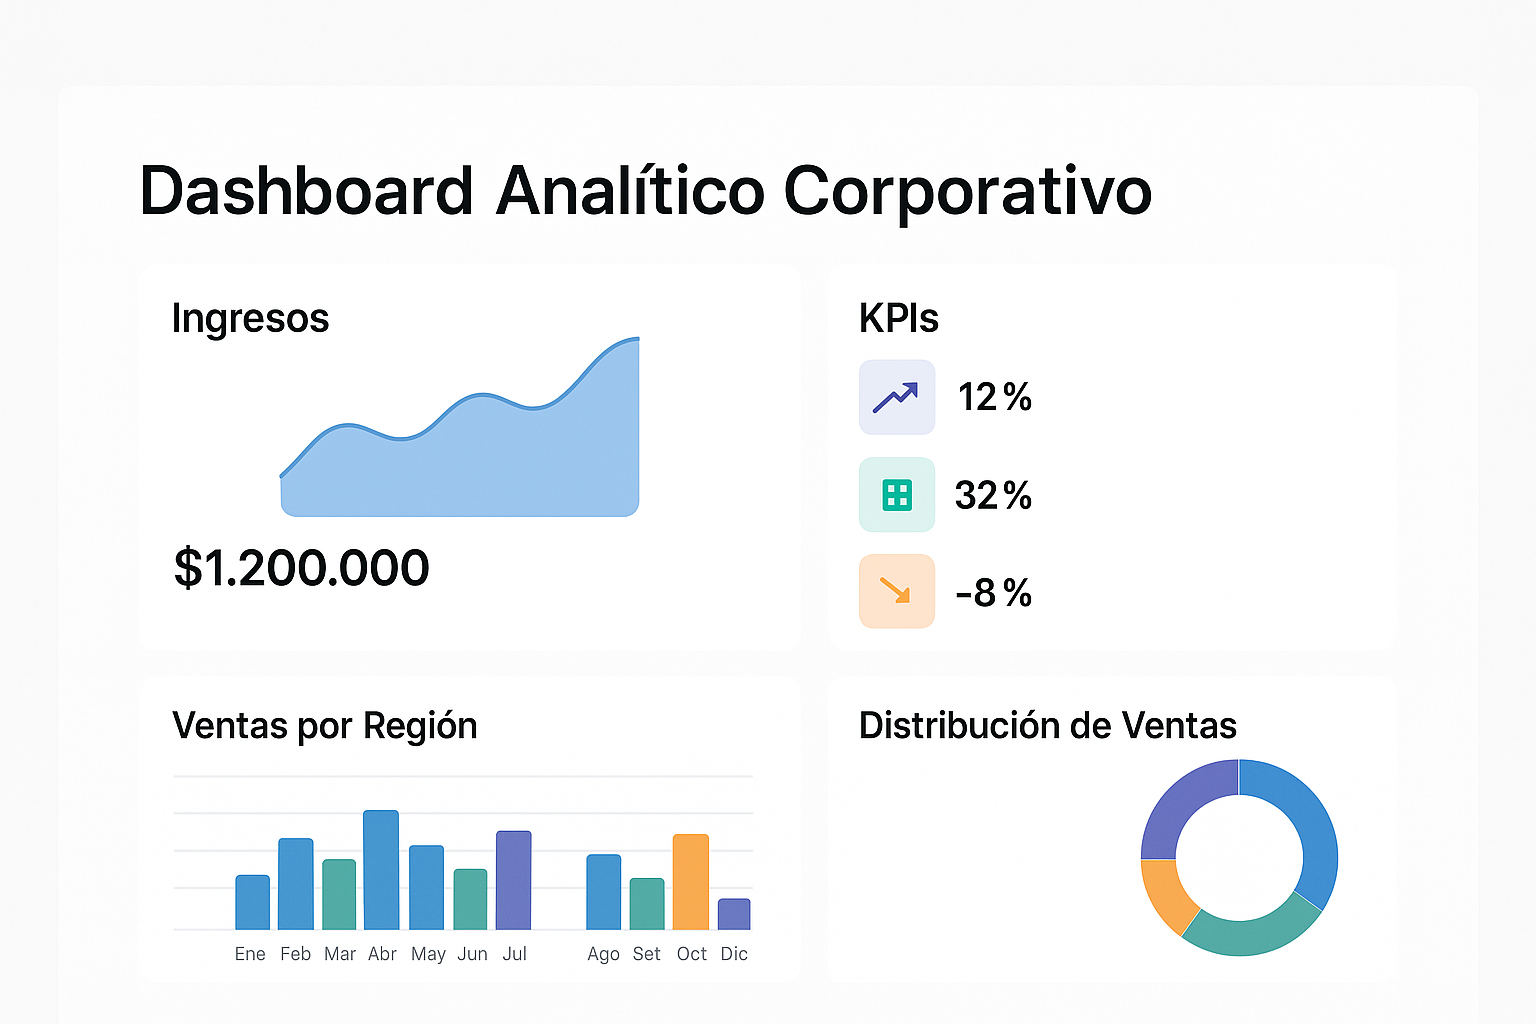 Dashboard Analítico Corporativo
Ingresos
$1.200.000
KPIs
12%
32%
-8%
Ventas por Región
Ene Feb Mar Abr May Jun Jul Ago Set Oct Dic
Distribución de Ventas